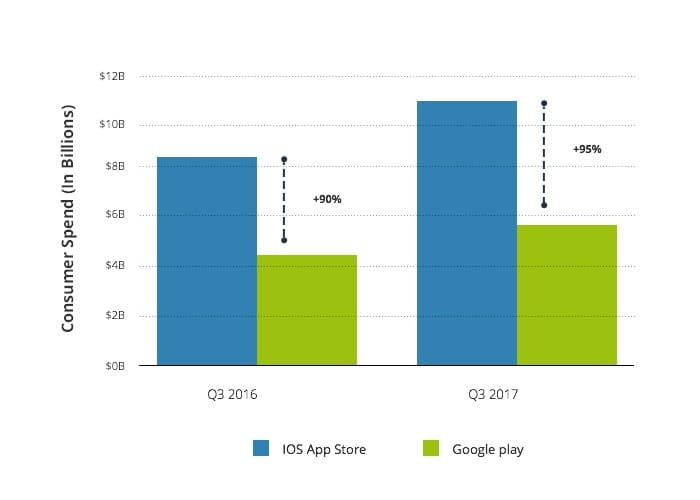 $12B
$10B
$8B
$6B
$4B
$2B
$0B
Consumer Spend (In Billions)
+90%
+95%
Q3 2016
Q3 2017
IOS App Store
Google play